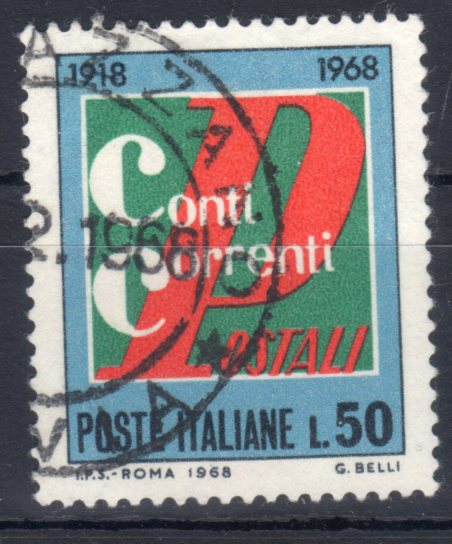 1918 1968
Conti
Correnti
POSTALI
POSTE ITALIANE L.50
I.P.S.-ROMA 1968 G. BELLI